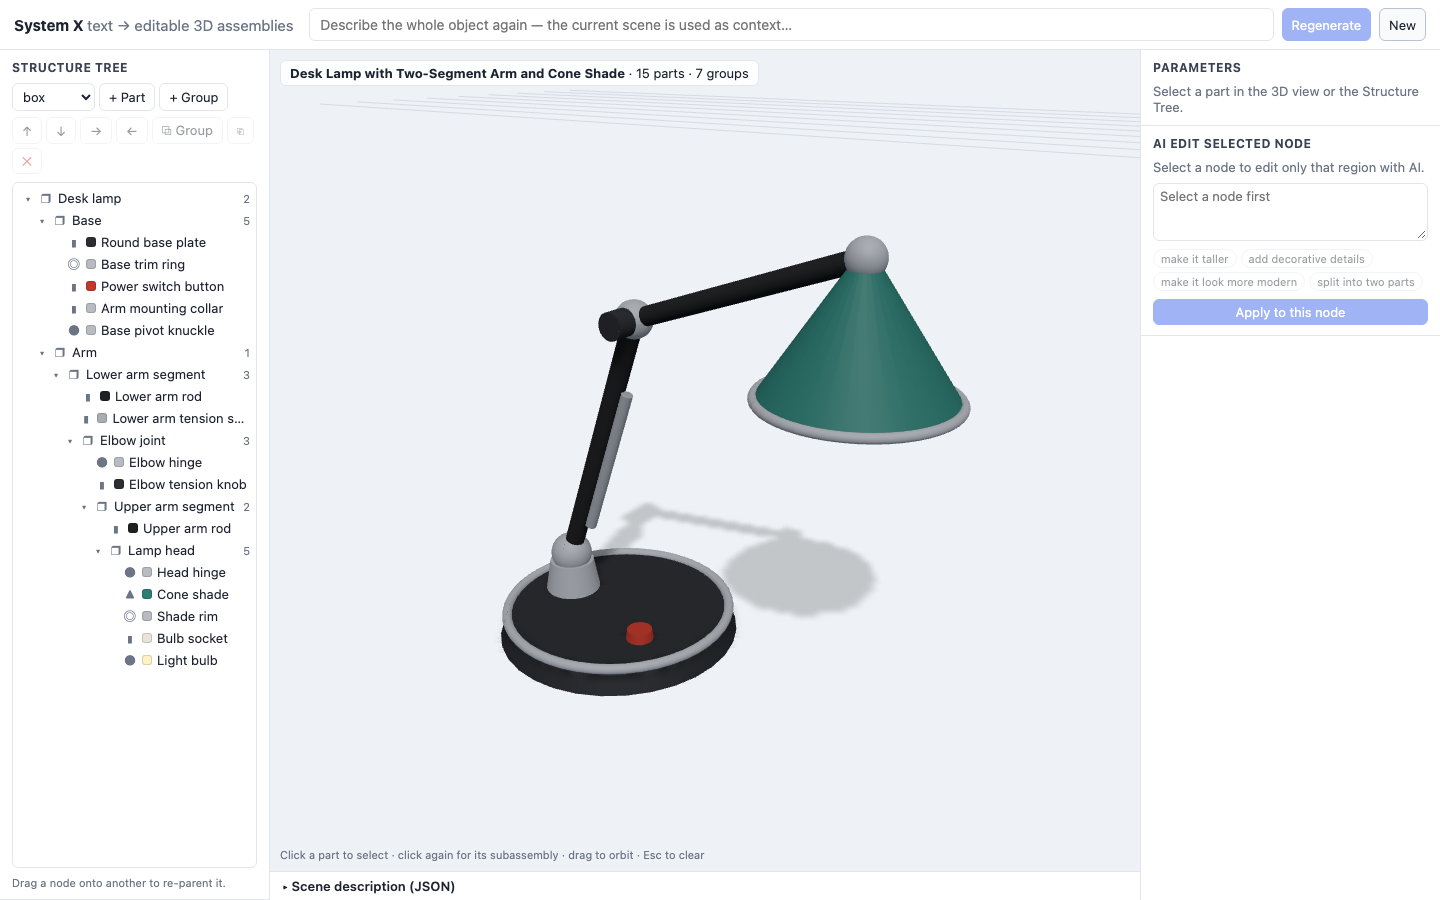 System X text → editable 3D assemblies
Describe the whole object again — the current scene is used as context...
Regenerate
New
STRUCTURE TREE
box
+ Part
+ Group
↑
↓
→
←
Group
Desk lamp 2
Base 5
Round base plate
Base trim ring
Power switch button
Arm mounting collar
Base pivot knuckle
Arm 1
Lower arm segment 3
Lower arm rod
Lower arm tension s...
Elbow joint 3
Elbow hinge
Elbow tension knob
Upper arm segment 2
Upper arm rod
Lamp head 5
Head hinge
Cone shade
Shade rim
Bulb socket
Light bulb
Drag a node onto another to re-parent it.
Desk Lamp with Two-Segment Arm and Cone Shade · 15 parts · 7 groups
Click a part to select · click again for its subassembly · drag to orbit · Esc to clear
Scene description (JSON)
PARAMETERS
Select a part in the 3D view or the Structure
Tree.
AI EDIT SELECTED NODE
Select a node to edit only that region with AI.
Select a node first
make it taller
add decorative details
make it look more modern
split into two parts
Apply to this node